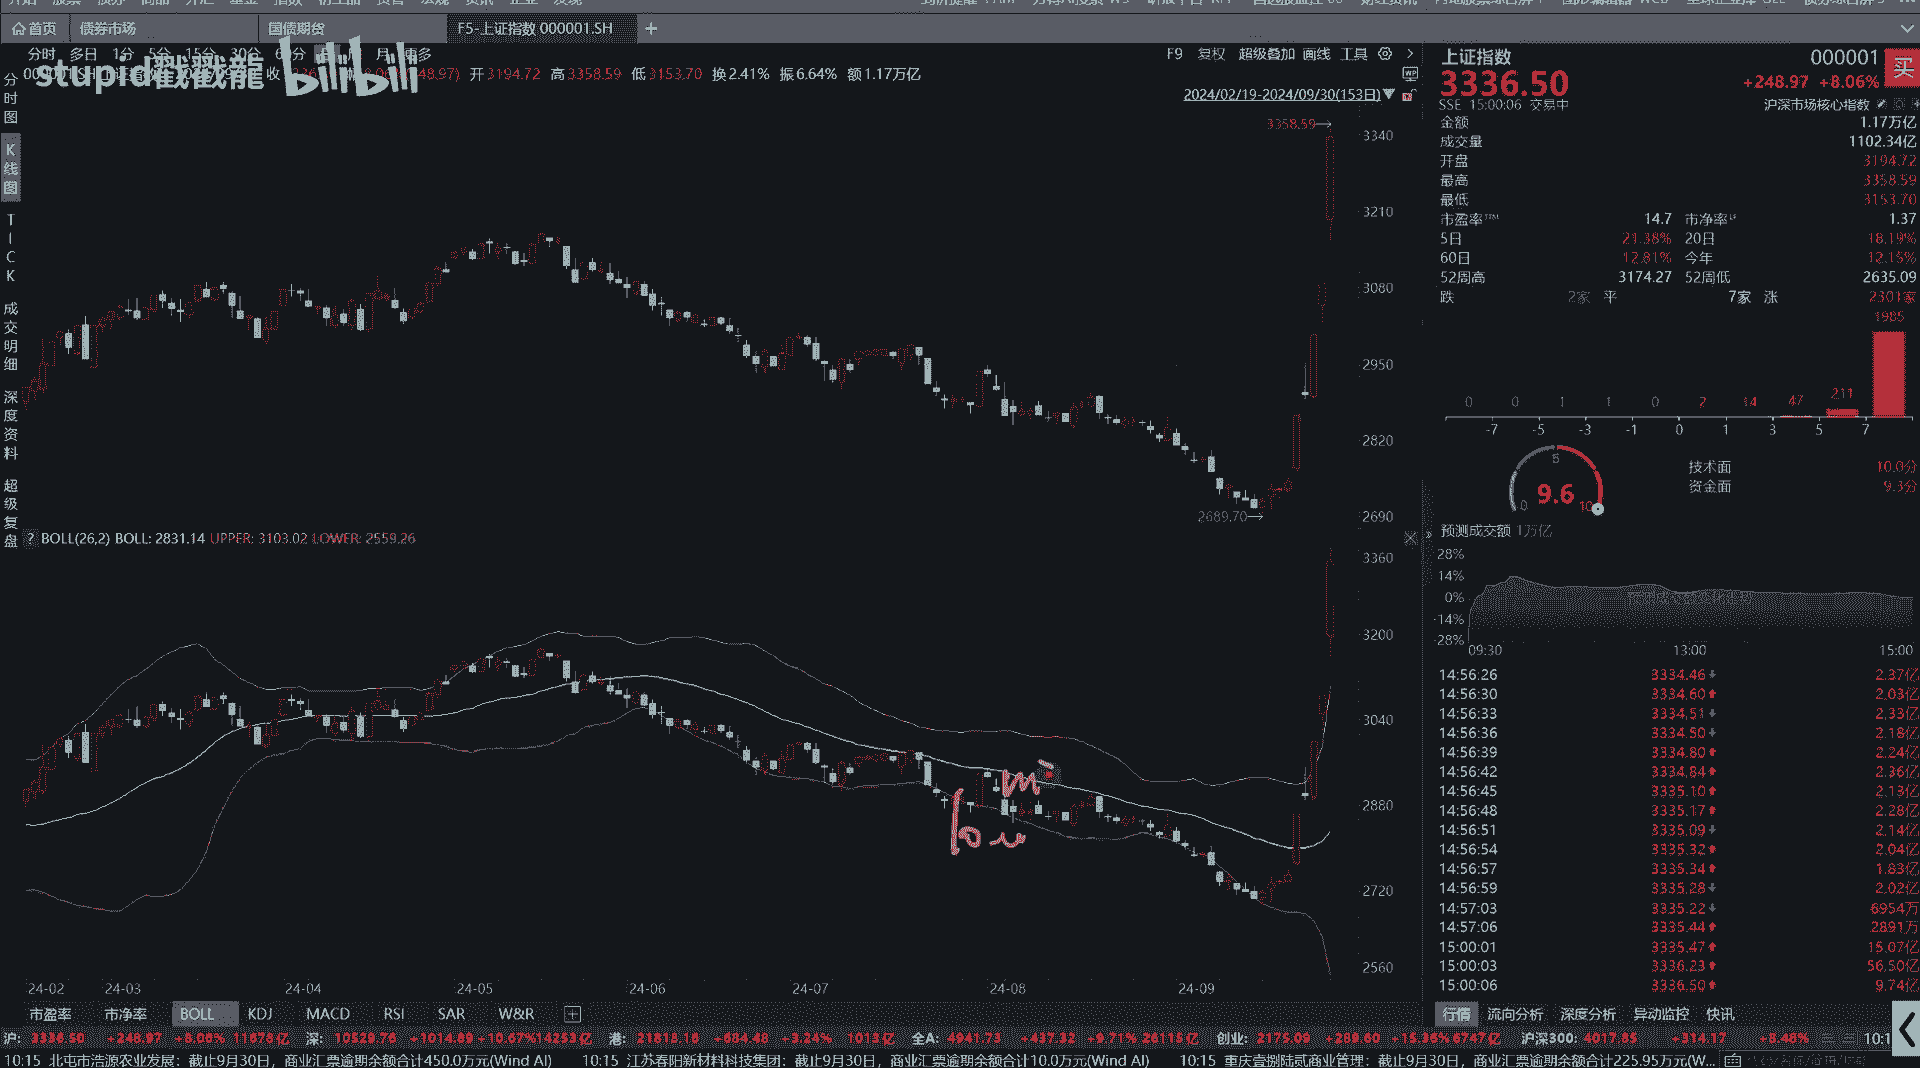 首页 债券市场 国债期货 F5-上证指数 000001.SH +
分时 多日 1分 5分 15分 30分
F9 复权 超级叠加 画线 工具
stupid戳戳龍 bilibili
开3194.72 高3358.59 低3153.70 换2.41% 振6.64% 额1.17万亿
2024/02/19-2024/09/30(153日)
分时图
K线图
TICK
成交明细
深度资料
超级复盘
3358.59→
3340
3210
3080
2950
2820
2690
2689.70→
BOLL(26,2) BOLL: 2831.14 UPPER: 3103.02 LOWER: 2559.26
3360
3200
3040
2880
2720
2560
24-02 24-03 24-04 24-05 24-06 24-07 24-08 24-09
市盈率 市净率 BOLL KDJ MACD RSI SAR W&R
上证指数 000001 买
3336.50 +248.97 +8.06%
SSE 15:00:06 交易中 沪深市场核心指数
金额 1.17万亿
成交量 1102.34亿
开盘 3194.72
最高 3358.59
最低 3153.70
市盈率TTM 14.7 市净率LF 1.37
5日 21.38% 20日 18.19%
60日 12.81% 今年 12.15%
52周高 3174.27 52周低 2635.09
跌 2家 平 7家 涨 2301家
1985
0 0 1 1 0 2 14 47 211
-7 -5 -3 -1 0 1 3 5 7
5
0 9.6 10
技术面 10.0分
资金面 9.3分
预测成交额 1万亿
28%
14%
0%
-14%
-28%
09:30 13:00 15:00
14:56:26 3334.46 2.37亿
14:56:30 3334.60 2.03亿
14:56:33 3334.51 2.33亿
14:56:36 3334.50 2.18亿
14:56:39 3334.80 2.24亿
14:56:42 3334.84 2.36亿
14:56:45 3335.10 2.13亿
14:56:48 3335.17 2.28亿
14:56:51 3335.09 2.14亿
14:56:54 3335.32 2.04亿
14:56:57 3335.34 1.83亿
14:56:59 3335.28 2.02亿
14:57:03 3335.22 6954万
14:57:06 3335.44 2891万
15:00:01 3335.47 15.07亿
15:00:03 3336.23 56.50亿
15:00:06 3336.50 9.74亿
行情 流向分析 深度分析 异动监控 快讯
沪: 3336.50 +248.97 +8.06% 11678亿 深: 10529.76 +1014.89 +10.67% 14253亿 港: 21818.18 +684.48 +3.24% 1013亿 全A: 4941.73 +437.32 +9.71% 26115亿 创业: 2175.09 +289.60 +15.36% 6747亿 沪深300: 4017.85 +314.17 +8.48%
10:15 北屯市浩源农业发展：截止9月30日，商业汇票逾期余额合计450.0万元(Wind AI) 10:15 江苏春阳新材料科技集团：截止9月30日，商业汇票逾期余额合计10.0万元(Wind AI) 10:15 重庆壹捌陆贰商业管理：截止9月30日，商业汇票逾期余额合计225.95万元(W...